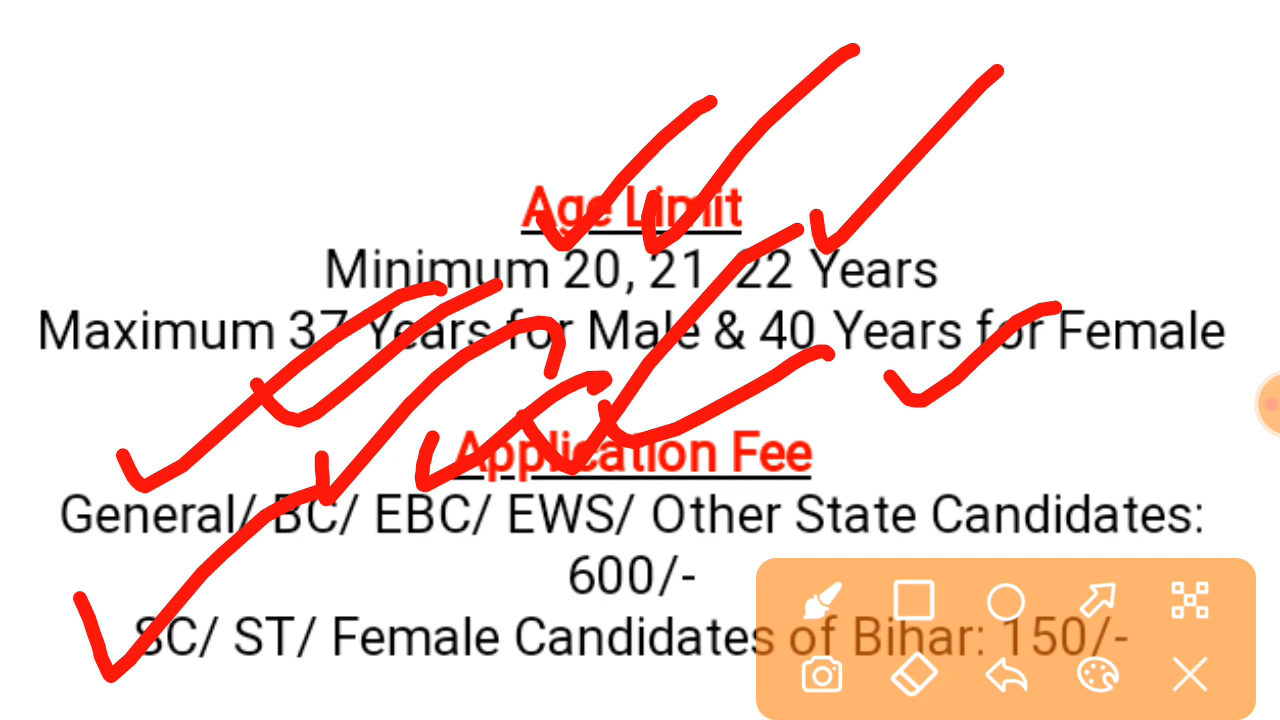 Age Limit
Minimum 20, 21, 22 Years
Maximum 37 Years for Male & 40 Years for Female
Application Fee
General/ BC/ EBC/ EWS/ Other State Candidates:
600/-
SC/ ST/ Female Candidates of Bihar: 150/-